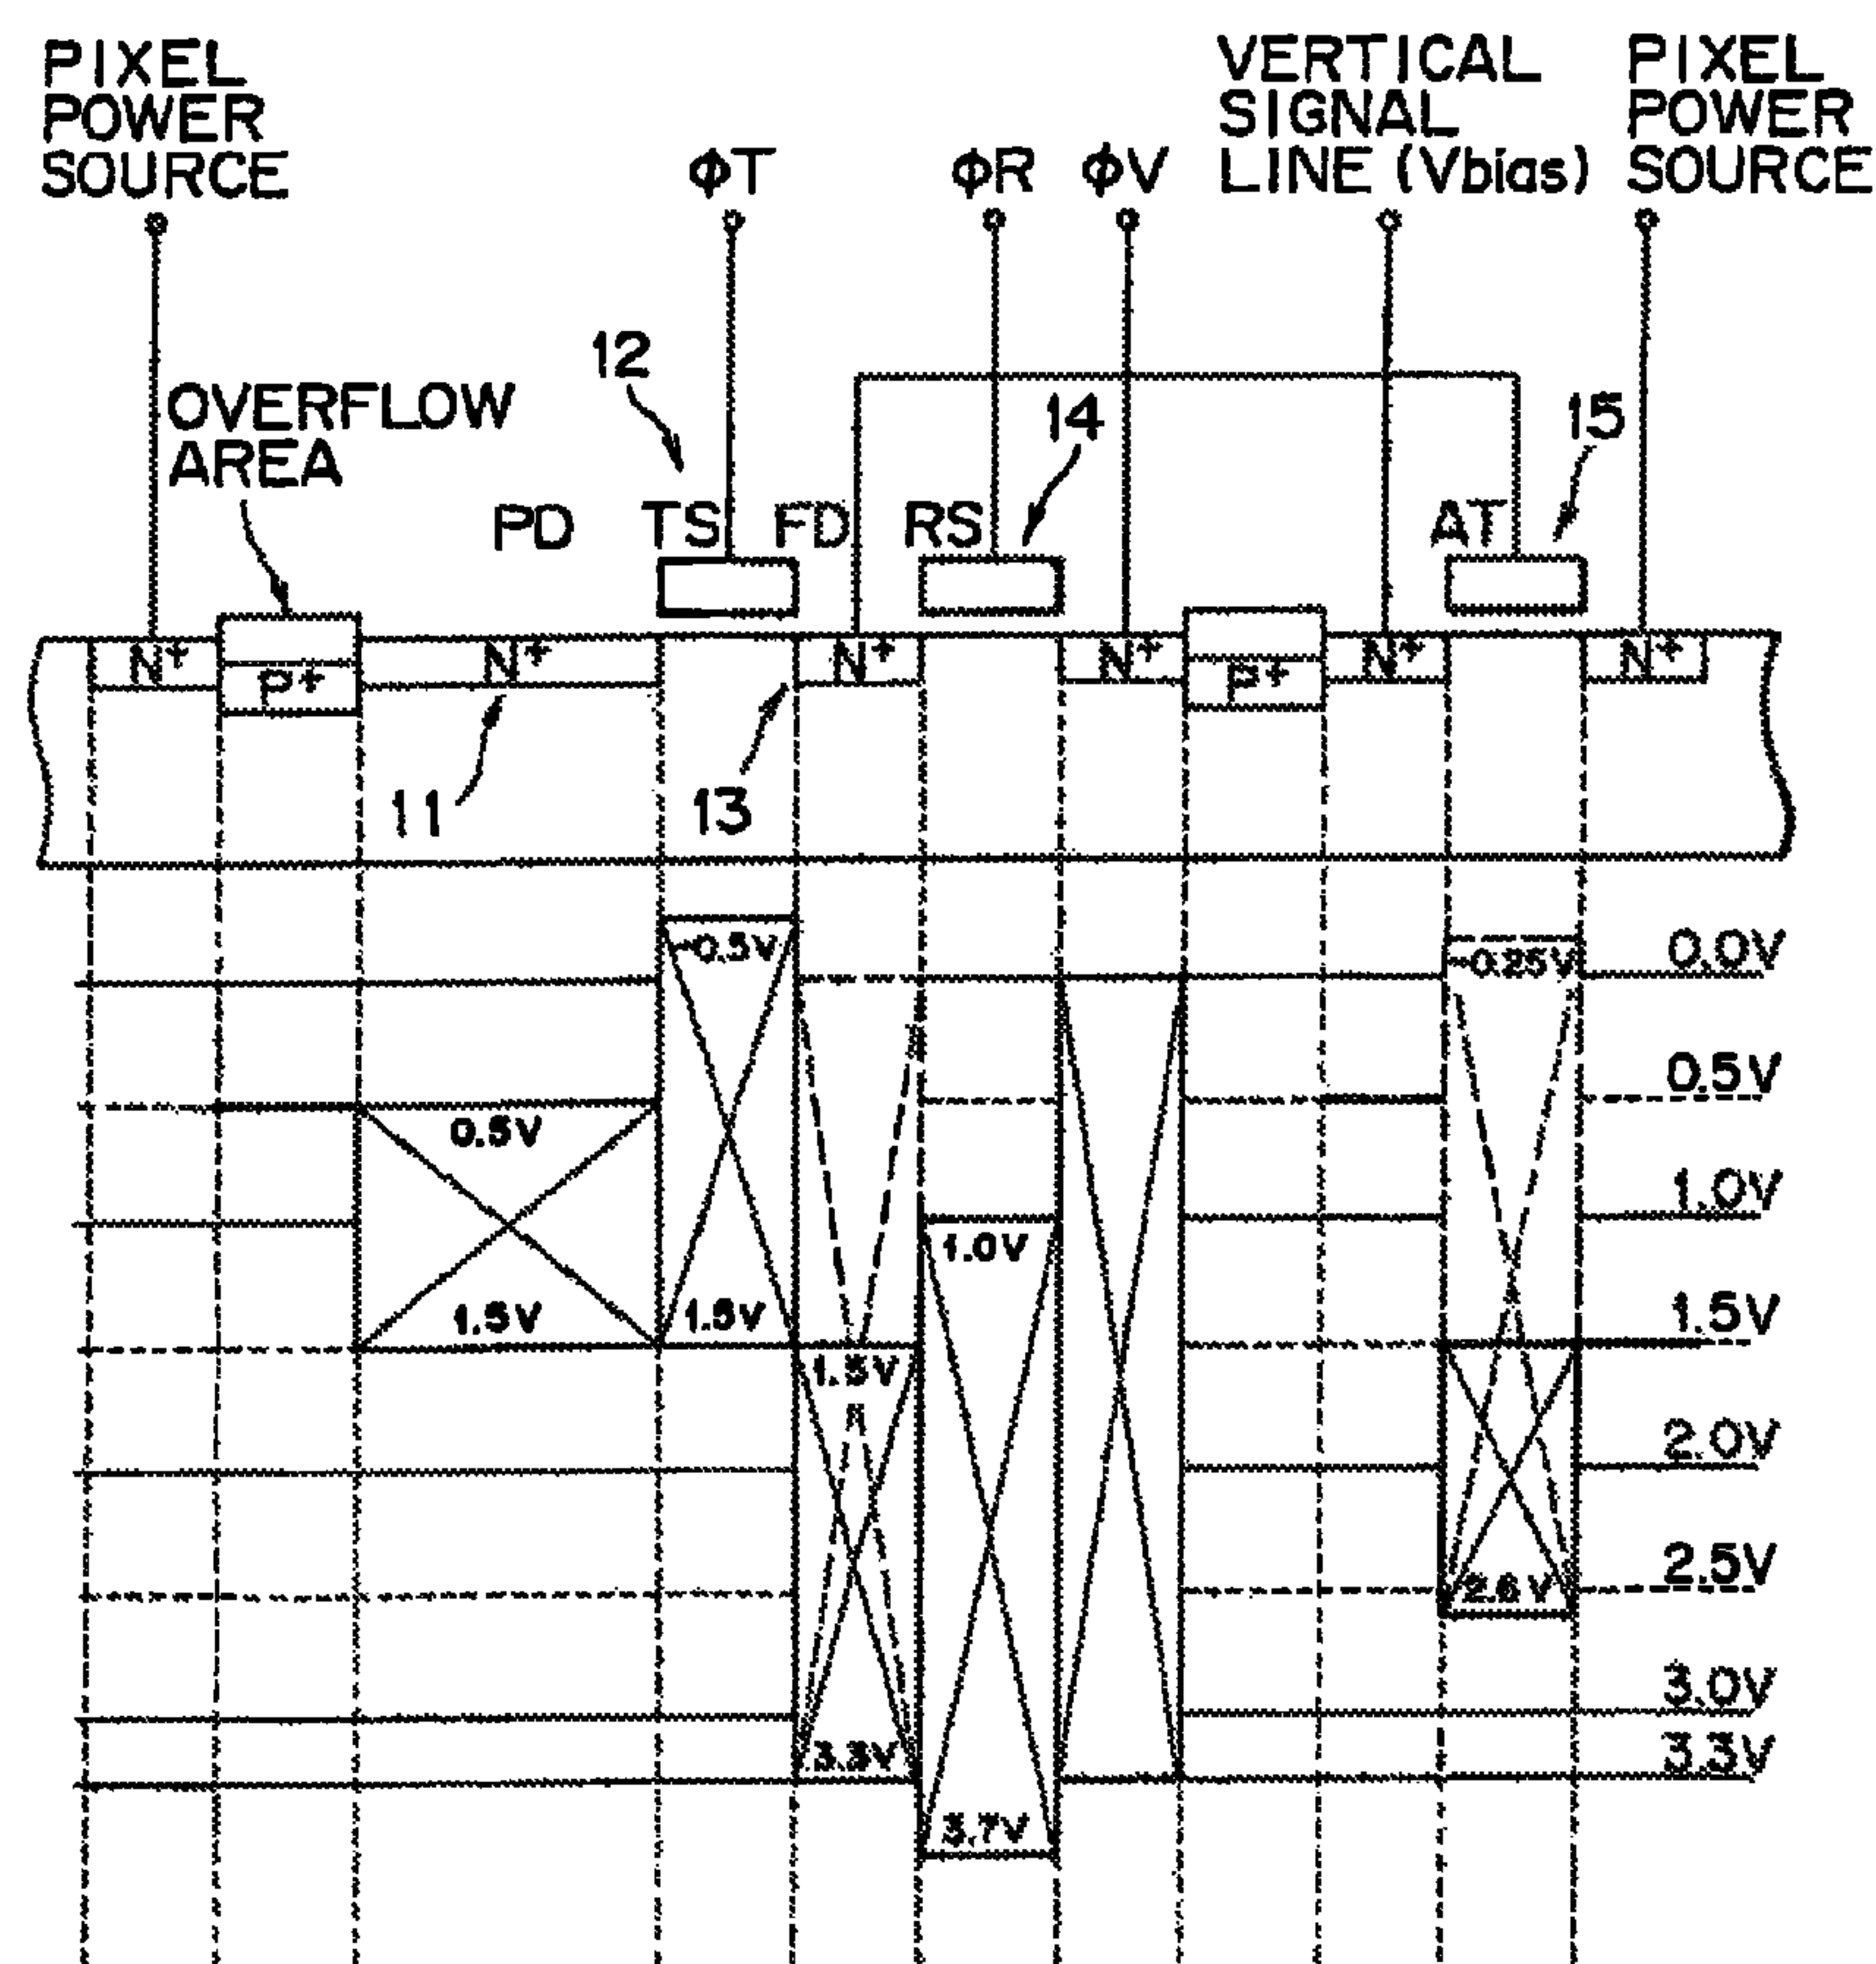 PIXEL
POWER
SOURCE
ΦT
ΦR
ΦV
VERTICAL
SIGNAL
LINE (Vbias)
PIXEL
POWER
SOURCE
12
OVERFLOW
AREA
14
15
PD
TS
FD
RS
AT
N+
P+
N+
N+
N+
P+
N+
N+
11
13
-0.5V
-0.25V
0.0V
0.5V
0.5V
1.0V
1.0V
1.5V
1.5V
1.5V
1.5V
2.0V
2.5V
2.6V
3.0V
3.3V
3.3V
3.7V